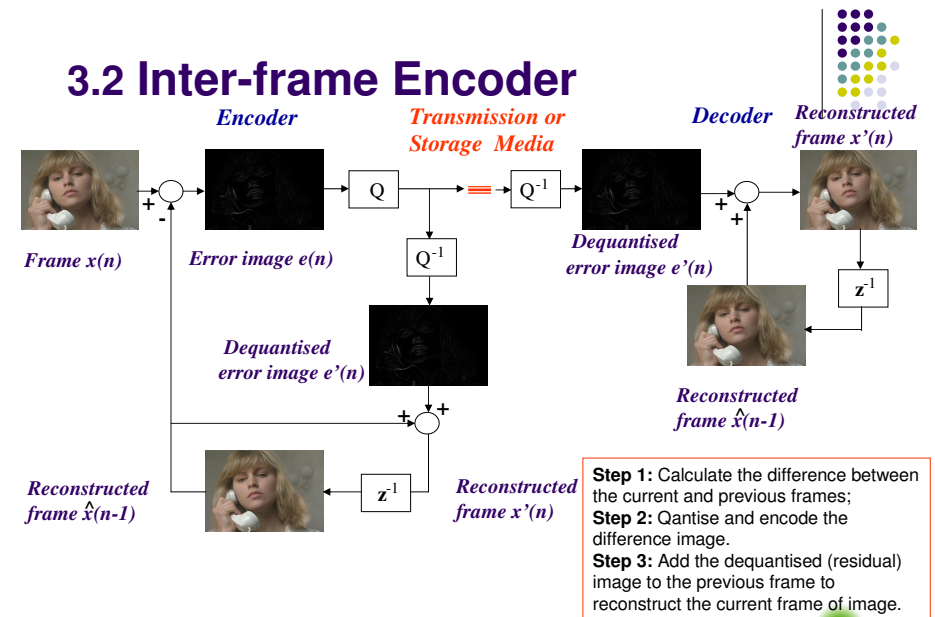 3.2 Inter-frame Encoder
Encoder
Transmission or
Storage Media
Decoder
Reconstructed
frame x'(n)
+
-
Q
Q-1
+
+
Frame x(n)
Error image e(n)
Q-1
Dequantised
error image e'(n)
z-1
Dequantised
error image e'(n)
+
+
Reconstructed
frame x̂(n-1)
Reconstructed
frame x̂(n-1)
z-1
Reconstructed
frame x'(n)
Step 1: Calculate the difference between
the current and previous frames;
Step 2: Qantise and encode the
difference image.
Step 3: Add the dequantised (residual)
image to the previous frame to
reconstruct the current frame of image.